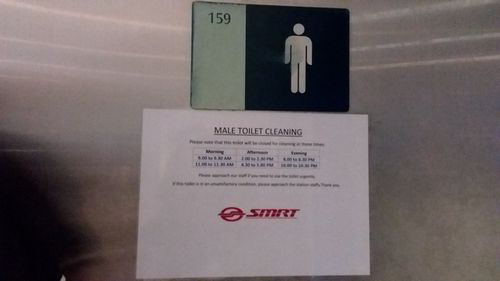 159
MALE TOILET CLEANING
Please note that this toilet will be closed for cleaning at these times:
Morning Afternoon Evening
9.00 to 9.30 AM 2.00 to 2.30 PM 6.00 to 6.30 PM
11.00 to 11.30 AM 4.30 to 5.00 PM 10.00 to 10.30 PM
Please approach our staff if you need to use the toilet urgently.
If this toilet is in an unsatisfactory condition, please approach the station staffs. Thank you.
SMRT